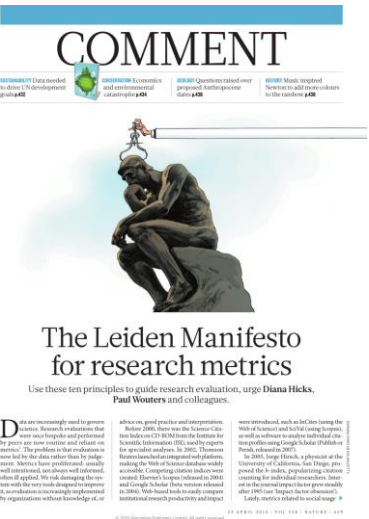 COMMENT
SUSTAINABILITY Data needed
to drive UN development
goals p.432
CONSERVATION Economics
and environmental
catastrophe p.434
GEOLOGY Questions raised over
proposed Anthropocene
dates p.436
HISTORY Music inspired
Newton to add more colours
to the rainbow p.436
The Leiden Manifesto
for research metrics
Use these ten principles to guide research evaluation, urge Diana Hicks,
Paul Wouters and colleagues.
Data are increasingly used to govern
science. Research evaluations that
were once bespoke and performed
by peers are now routine and reliant on
metrics¹. The problem is that evaluation is
now led by the data rather than by judge-
ment. Metrics have proliferated: usually
well intentioned, not always well informed,
often ill applied. We risk damaging the sys-
tem with the very tools designed to improve
it, as evaluation is increasingly implemented
by organizations without knowledge of, or
advice on, good practice and interpretation.
Before 2000, there was the Science Cita-
tion Index on CD-ROM from the Institute for
Scientific Information (ISI), used by experts
for specialist analyses. In 2002, Thomson
Reuters launched an integrated web platform,
making the Web of Science database widely
accessible. Competing citation indices were
created: Elsevier's Scopus (released in 2004)
and Google Scholar (beta version released
in 2004). Web-based tools to easily compare
institutional research productivity and impact
were introduced, such as InCites (using the
Web of Science) and SciVal (using Scopus),
as well as software to analyse individual cita-
tion profiles using Google Scholar (Publish or
Perish, released in 2007).
In 2005, Jorge Hirsch, a physicist at the
University of California, San Diego, pro-
posed the h-index, popularizing citation
counting for individual researchers. Inter-
est in the journal impact factor grew steadily
after 1995 (see 'Impact-factor obsession').
Lately, metrics related to social usage
23 APRIL 2015 | VOL 520 | NATURE | 429
© 2015 Macmillan Publishers Limited. All rights reserved